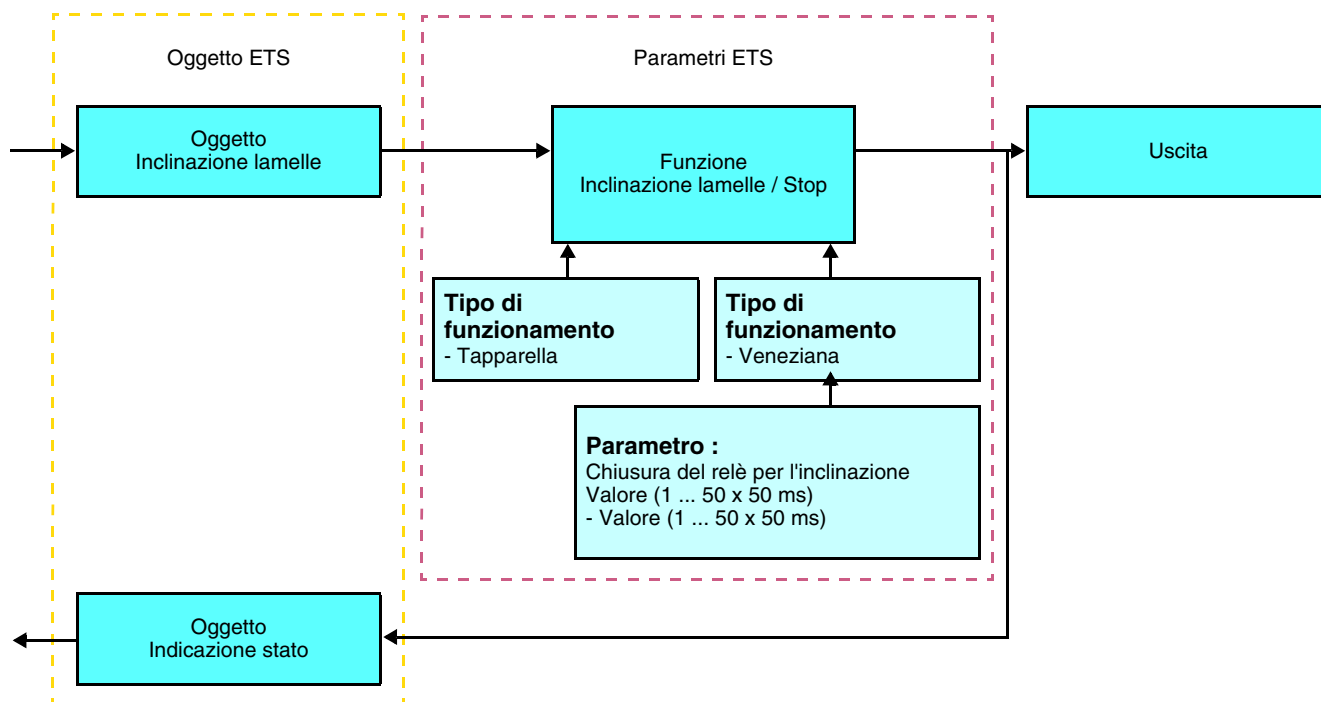 Oggetto ETS
Parametri ETS
Oggetto
Inclinazione lamelle
Funzione
Inclinazione lamelle / Stop
Uscita
Tipo di
funzionamento
- Tapparella
Tipo di
funzionamento
- Veneziana
Parametro :
Chiusura del relè per l'inclinazione
Valore (1 ... 50 x 50 ms)
- Valore (1 ... 50 x 50 ms)
Oggetto
Indicazione stato